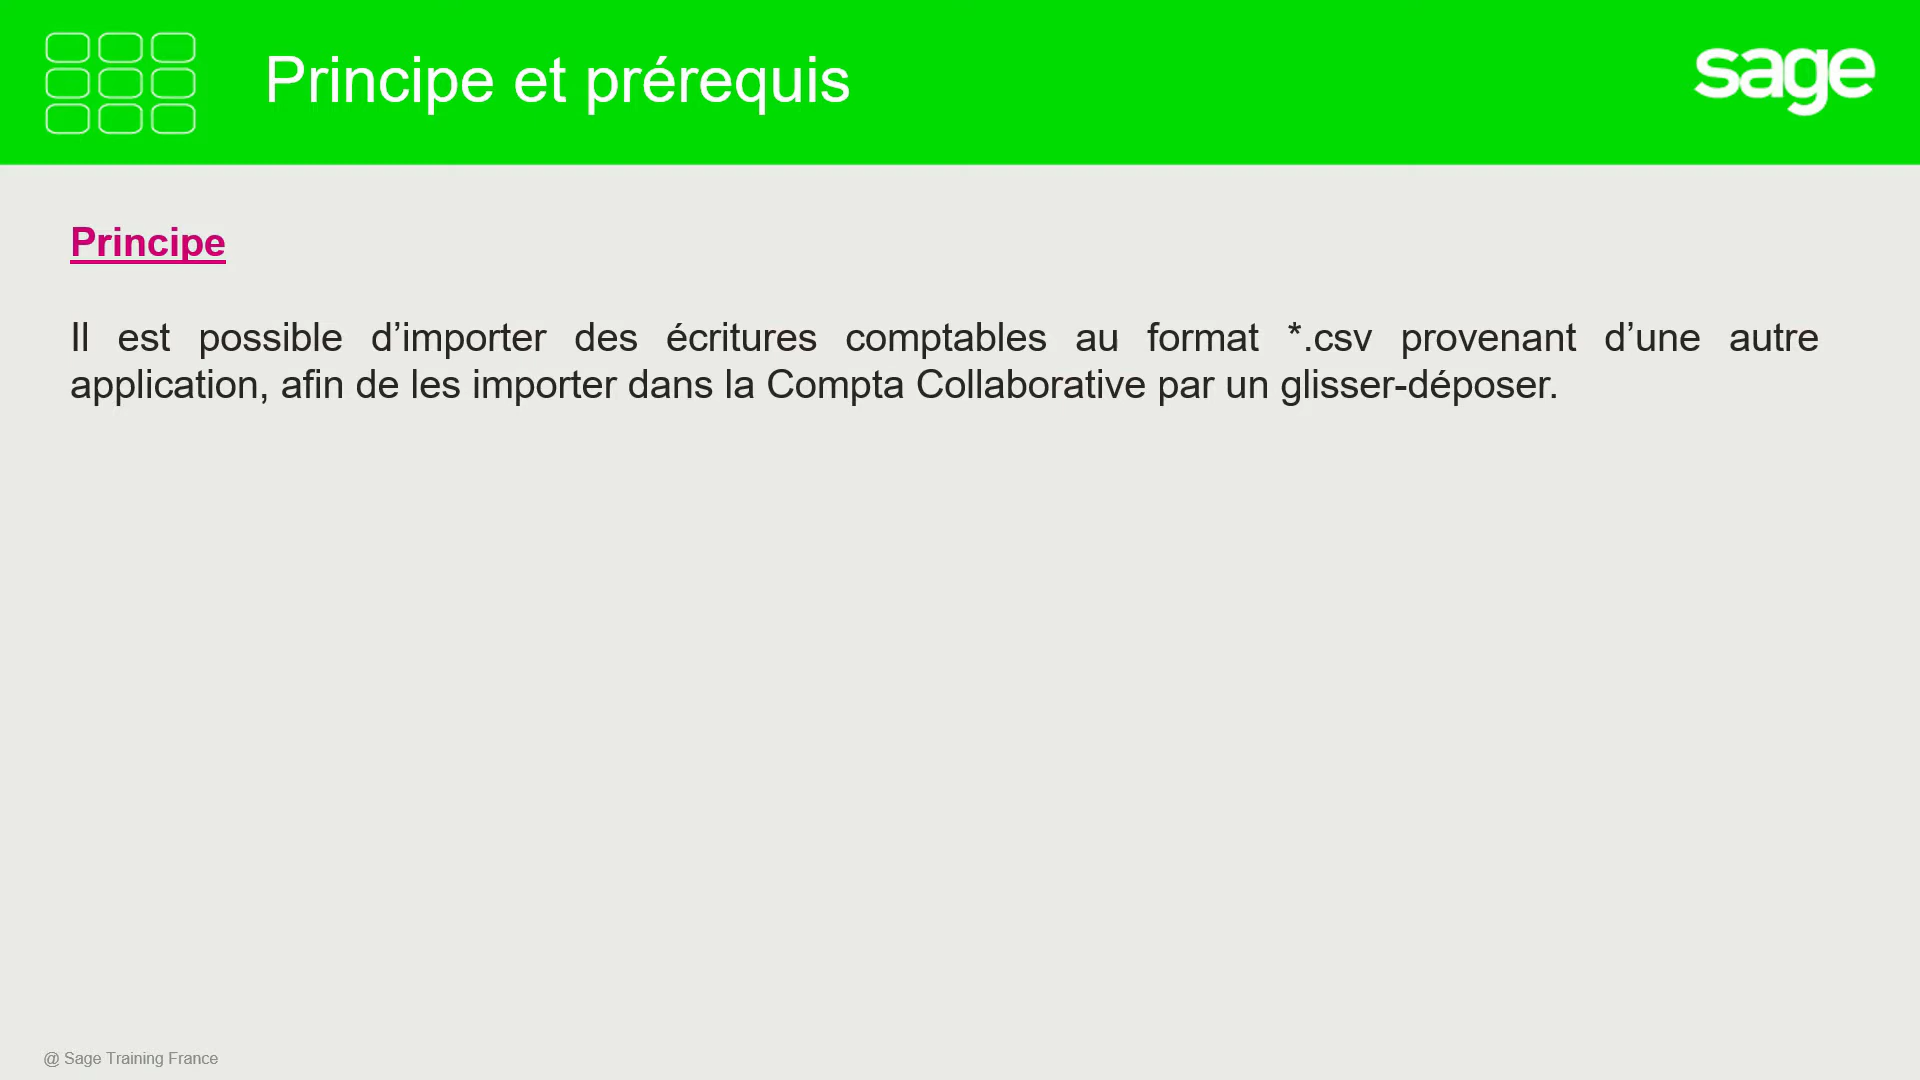 Principe et prérequis
sage
Principe
Il est possible d’importer des écritures comptables au format *.csv provenant d’une autre
application, afin de les importer dans la Compta Collaborative par un glisser-déposer.
@ Sage Training France